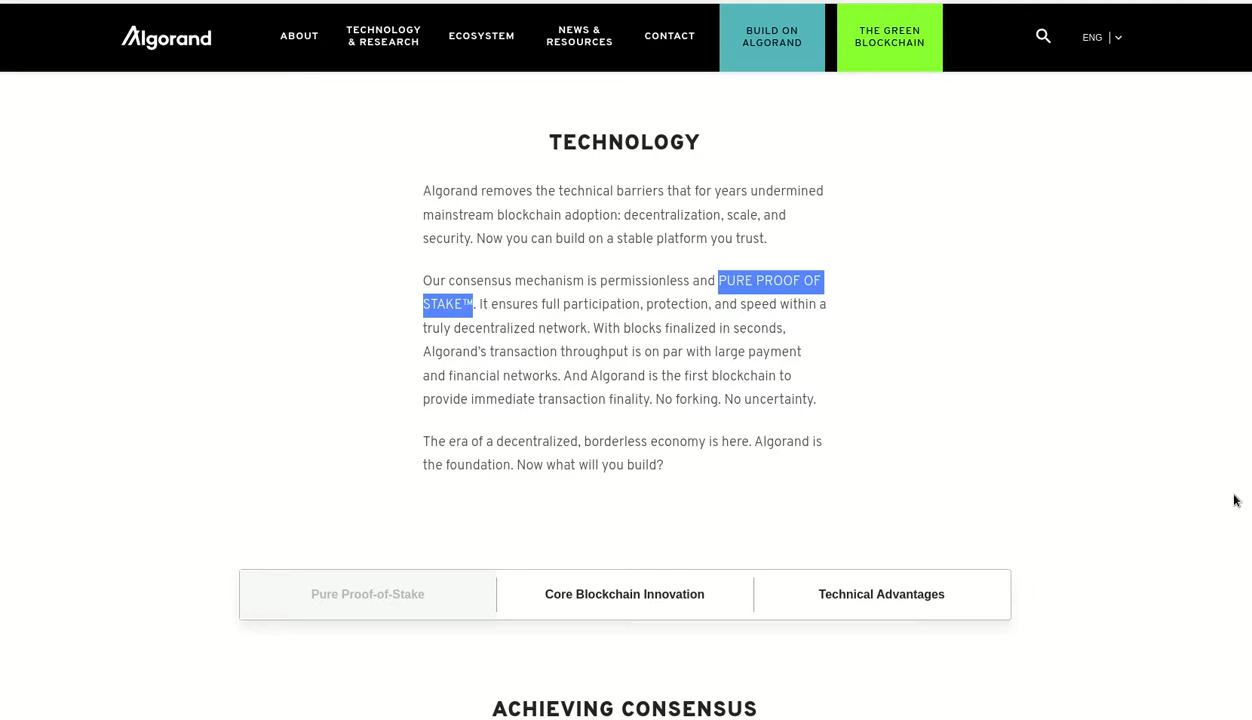 Algorand
ABOUT
TECHNOLOGY
& RESEARCH
ECOSYSTEM
NEWS &
RESOURCES
CONTACT
BUILD ON
ALGORAND
THE GREEN
BLOCKCHAIN
ENG |
TECHNOLOGY
Algorand removes the technical barriers that for years undermined
mainstream blockchain adoption: decentralization, scale, and
security. Now you can build on a stable platform you trust.
Our consensus mechanism is permissionless and PURE PROOF OF
STAKE™. It ensures full participation, protection, and speed within a
truly decentralized network. With blocks finalized in seconds,
Algorand’s transaction throughput is on par with large payment
and financial networks. And Algorand is the first blockchain to
provide immediate transaction finality. No forking. No uncertainty.
The era of a decentralized, borderless economy is here. Algorand is
the foundation. Now what will you build?
Pure Proof-of-Stake
Core Blockchain Innovation
Technical Advantages
ACHIEVING CONSENSUS